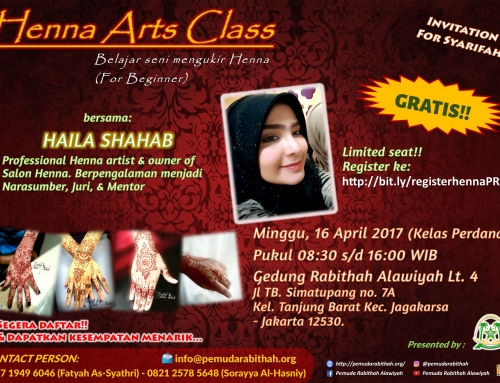 Henna Arts Class
Belajar seni mengukir Henna
(For Beginner)
INVITATION
FOR SYARIFAH
bersama:
HAILA SHAHAB
Professional Henna artist & owner of
Salon Henna. Berpengalaman menjadi
Narasumber, Juri, & Mentor
GRATIS!!
Limited seat!!
Register ke:
http://bit.ly/registerhennaPR
Minggu, 16 April 2017 (Kelas Perdana
Pukul 08:30 s/d 16:00 WIB
Gedung Rabithah Alawiyah Lt. 4
Jl TB. Simatupang no. 7A
Kel. Tanjung Barat Kec. Jagakarsa
- Jakarta 12530.
SEGERA DAFTAR!!
& DAPATKAN KESEMPATAN MENARIK...
Presented by :
CONTACT PERSON:
info@pemudarabithah.org
7 1949 6046 (Fatyah As-Syathri) - 0821 2578 5648 (Sorayya Al-Hasniy)
http://pemudarabithah.org/
@pemudarabithah
Pemuda Rabithah Alawiyah
Pemuda Rabithah Alawiyah